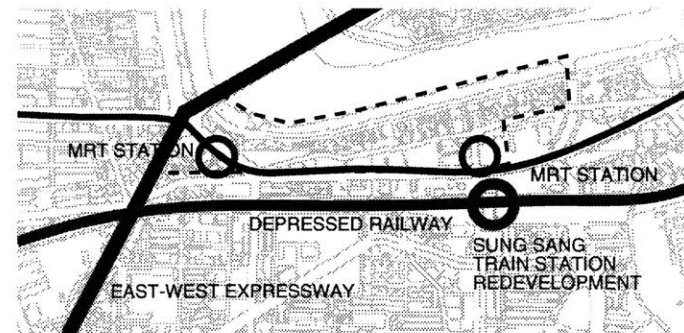 MRT STATION
MRT STATION
DEPRESSED RAILWAY
SUNG SANG
TRAIN STATION
REDEVELOPMENT
EAST-WEST EXPRESSWAY